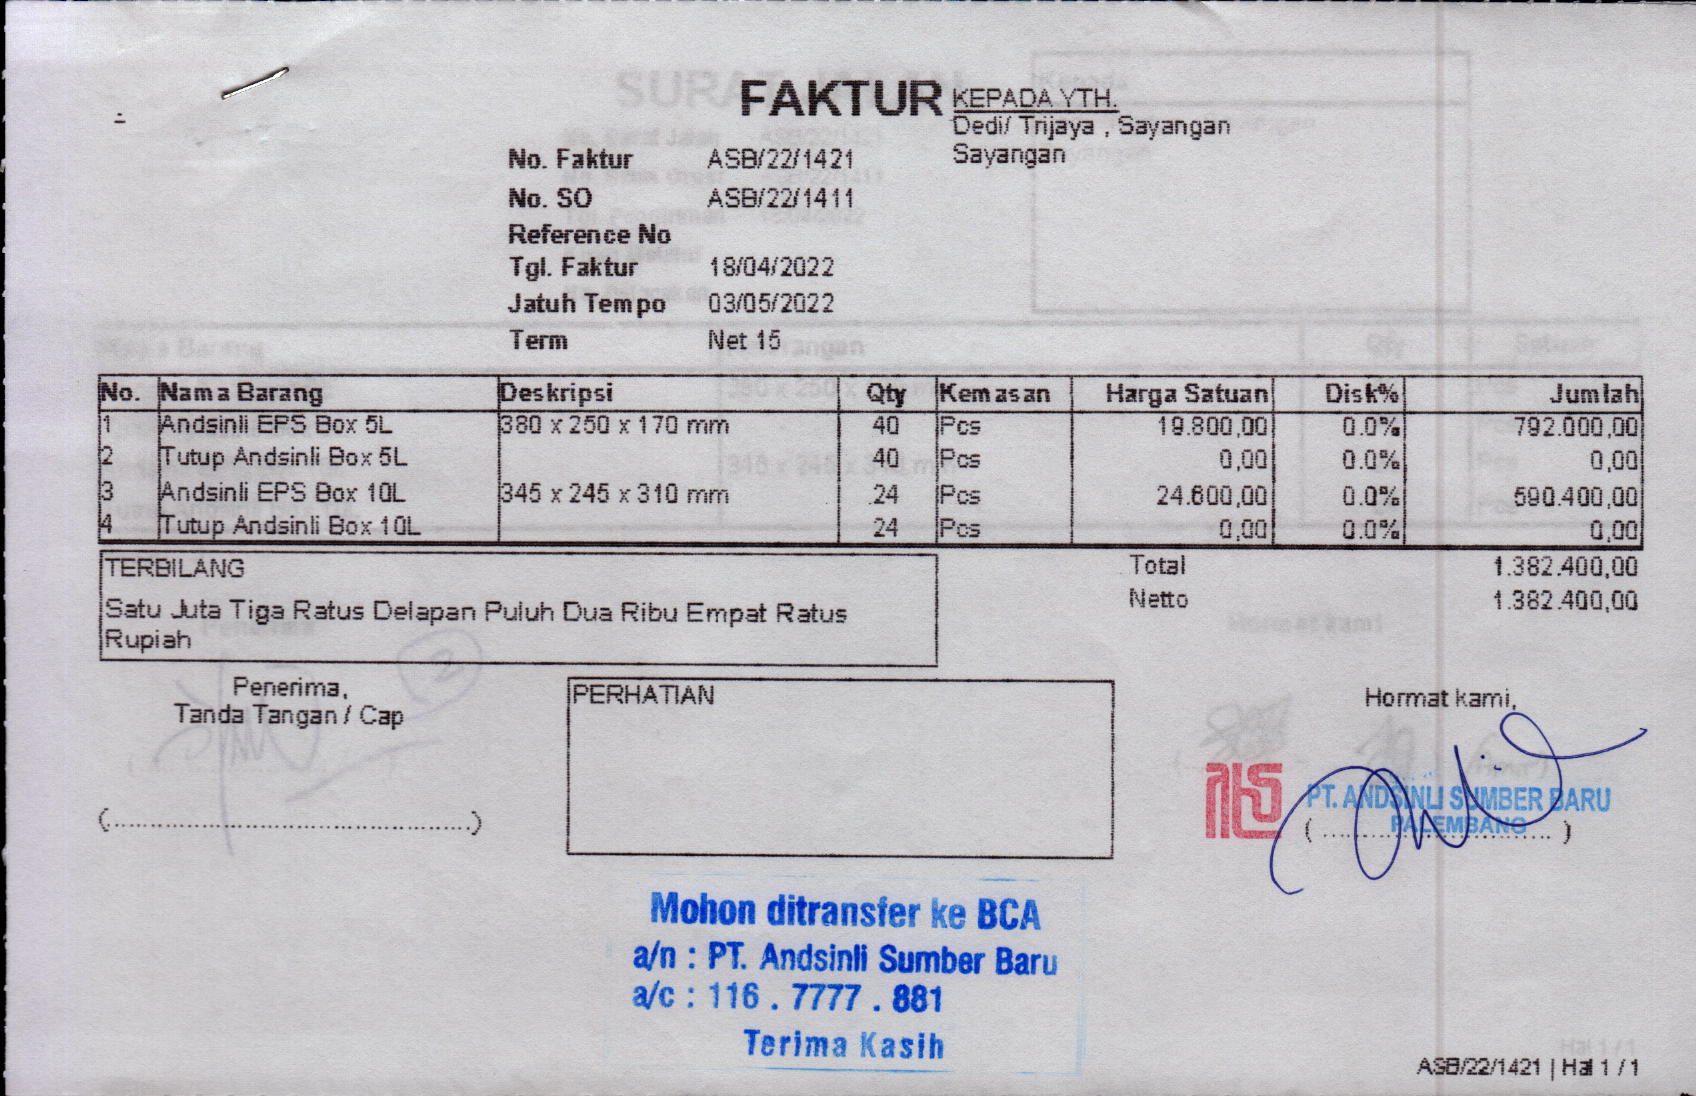 FAKTUR
KEPADA YTH.
Dedi/ Trijaya , Sayangan
Sayangan
No. Faktur ASB/22/1421
No. SO ASB/22/1411
Reference No
Tgl. Faktur 18/04/2022
Jatuh Tempo 03/05/2022
Term Net 15
No. Nama Barang Deskripsi Qty Kemasan Harga Satuan Disk% Jumlah
1 Andsinli EPS Box 5L 380 x 250 x 170 mm 40 Pcs 19.800,00 0.0% 792.000,00
2 Tutup Andsinli Box 5L 40 Pcs 0,00 0.0% 0,00
3 Andsinli EPS Box 10L 345 x 245 x 310 mm 24 Pcs 24.600,00 0.0% 590.400,00
4 Tutup Andsinli Box 10L 24 Pcs 0,00 0.0% 0,00
TERBILANG
Satu Juta Tiga Ratus Delapan Puluh Dua Ribu Empat Ratus
Rupiah
Total 1.382.400,00
Netto 1.382.400,00
Penerima,
Tanda Tangan / Cap
(..............................................)
PERHATIAN
Hormat kami,
PT. ANDSINLI SUMBER BARU
PALEMBANG
( .............................. )
Mohon ditransfer ke BCA
a/n : PT. Andsinli Sumber Baru
a/c : 116 . 7777 . 881
Terima Kasih
ASB/22/1421 | Hal 1 / 1